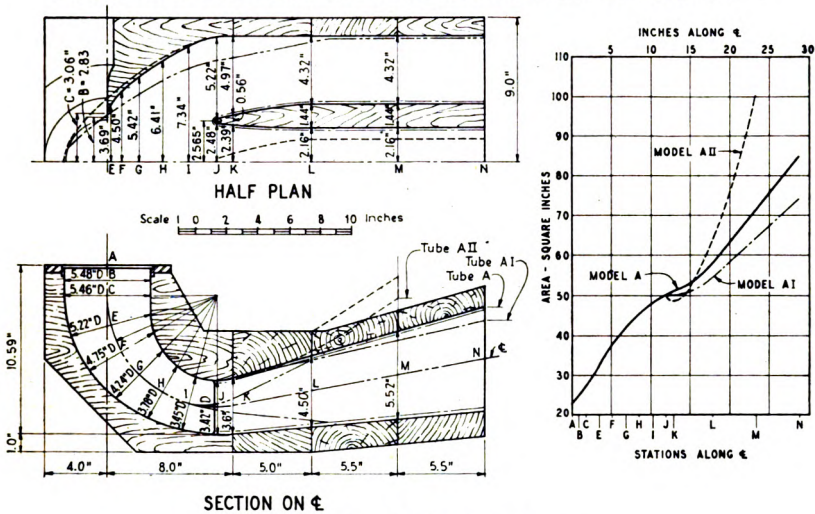 C = 3.06"
B = 2.83
3.69"
4.50"
5.42"
6.41"
7.34"
2.565"
5.22"
2.48"
4.97"
2.39"
0.56"
4.32"
1.44"
2.16"
4.32"
1.44"
2.16"
9.0"
E F G H I J K L M N
HALF PLAN
Scale 1 0 2 4 6 8 10 Inches
A
5.48"D B
5.46"D C
5.22"D E
4.75"D F
4.24"D G
3.78"D H
3.45"D I
3.42"D J
3.6" K
4.50" L
5.52" M
N ℄
Tube AII
Tube AI
Tube A
10.59"
1.0"
4.0" 8.0" 5.0" 5.5" 5.5"
SECTION ON ℄
INCHES ALONG ℄
5 10 15 20 25 30
AREA - SQUARE INCHES
110
100
90
80
70
60
50
40
30
20
MODEL AII
MODEL A
MODEL AI
A B C E F G H I J K L M N
STATIONS ALONG ℄